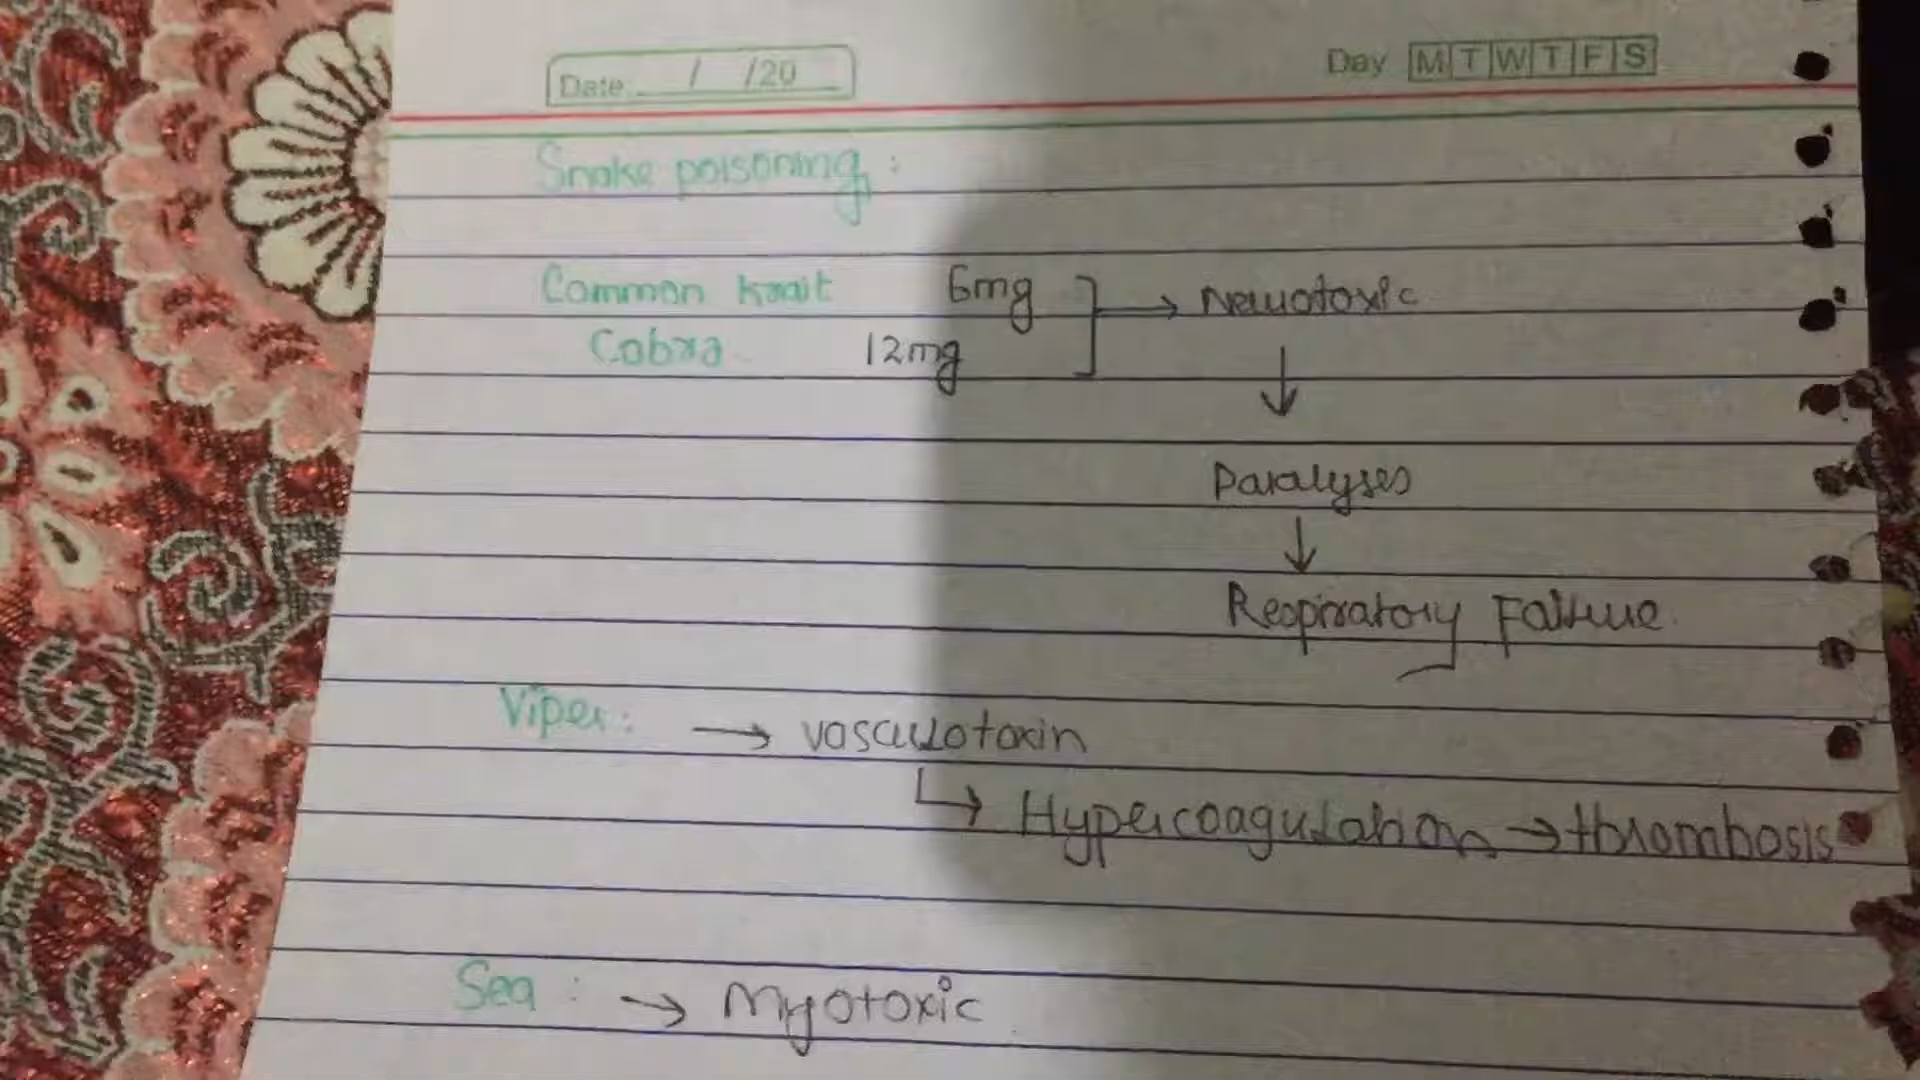 Date / /20 Day M T W T F S
Snake poisoning:
Common krait 6mg → Neurotoxic
Cobra 12mg
↓
Paralyses
↓
Respiratory Failure
Viper: → vasculotoxin
↳ Hypercoagulation → thrombosis
Sea: → Myotoxic